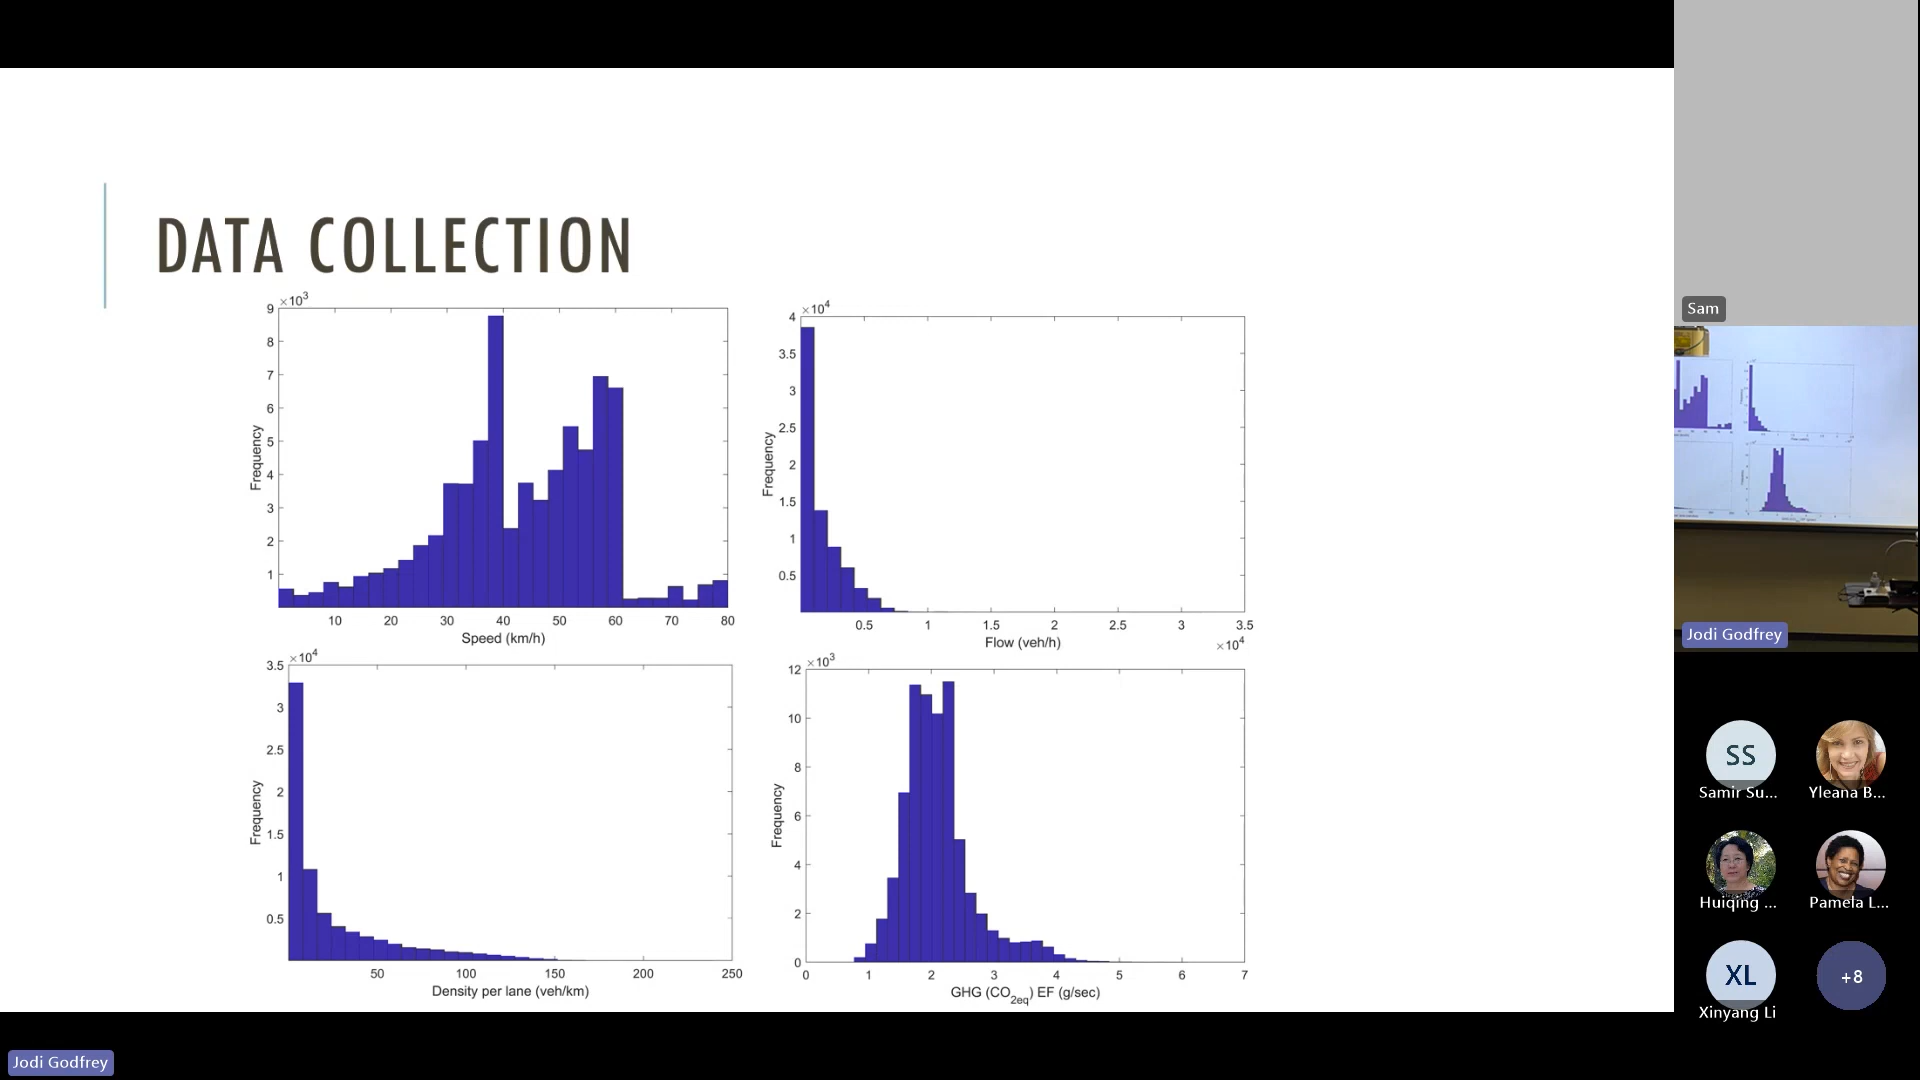 DATA COLLECTION
×10³
9
8
7
6
5
4
3
2
1
Frequency
10 20 30 40 50 60 70 80
Speed (km/h)
×10⁴
4
3.5
3
2.5
2
1.5
1
0.5
Frequency
0.5 1 1.5 2 2.5 3 3.5
Flow (veh/h)
×10⁴
×10⁴
3.5
3
2.5
2
1.5
1
0.5
Frequency
50 100 150 200 250
Density per lane (veh/km)
×10³
12
10
8
6
4
2
0
Frequency
0 1 2 3 4 5 6 7
GHG (CO₂eq) EF (g/sec)
Sam
Jodi Godfrey
SS
Samir Su...
Yleana B...
Huiqing ...
Pamela L...
XL
Xinyang Li
+8
Jodi Godfrey